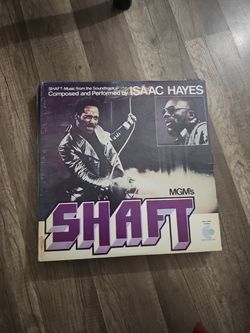 SHAFT-Music from the Soundtrack
Composed and Performed by ISAAC HAYES
MGM's
SHAFT